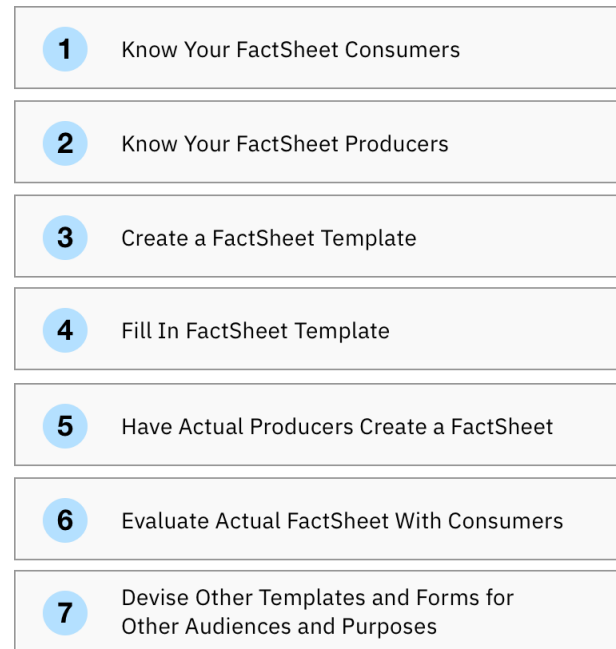 1 Know Your FactSheet Consumers
2 Know Your FactSheet Producers
3 Create a FactSheet Template
4 Fill In FactSheet Template
5 Have Actual Producers Create a FactSheet
6 Evaluate Actual FactSheet With Consumers
7 Devise Other Templates and Forms for
Other Audiences and Purposes